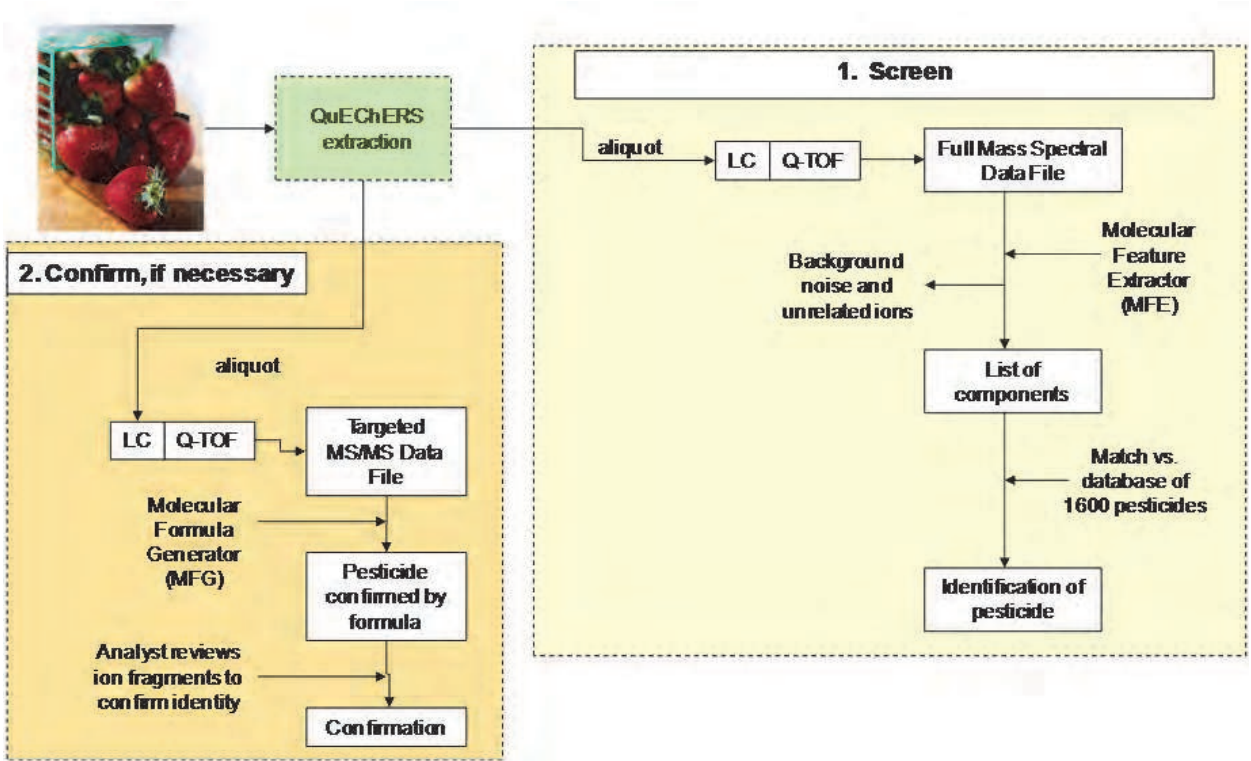 QuEChERS
extraction
1. Screen
aliquot
LC Q-TOF
Full Mass Spectral
Data File
Molecular
Feature
Extractor
(MFE)
Background
noise and
unrelated ions
List of
components
Match vs.
database of
1600 pesticides
Identification of
pesticide
2. Confirm, if necessary
aliquot
LC Q-TOF
Targeted
MS/MS Data
File
Molecular
Formula
Generator
(MFG)
Pesticide
confirmed by
formula
Analyst reviews
ion fragments to
confirm identity
Confirmation